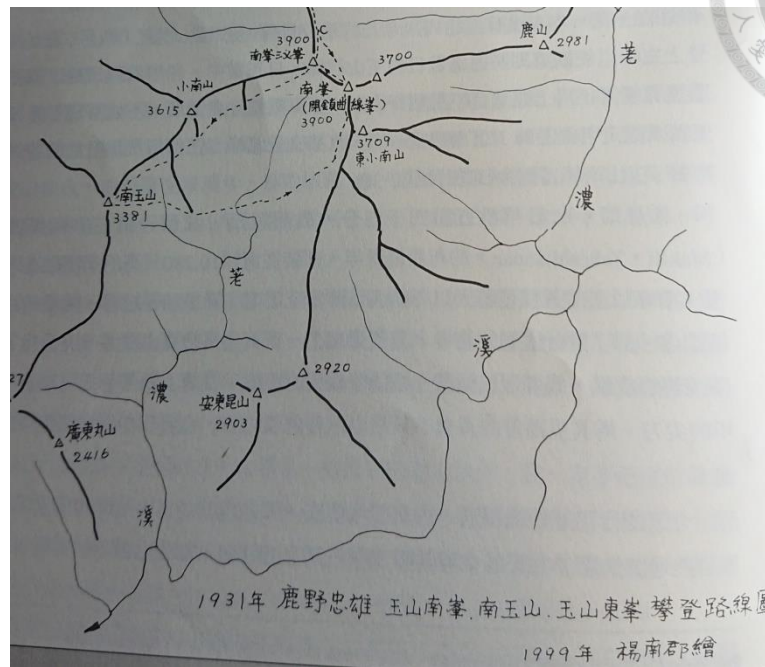 3900
鹿山
2981
荖
南峯三叉峯
3700
小南山
南峯
3615
(開鎖曲線峯)
3900
3709
東小南山
濃
南玉山
3381
荖
溪
2920
27
濃
安東昆山
2903
廣東丸山
2416
溪
1931年 鹿野忠雄 玉山南峯、南玉山、玉山東峯 攀登路線圖
1999年 楊南郡繪